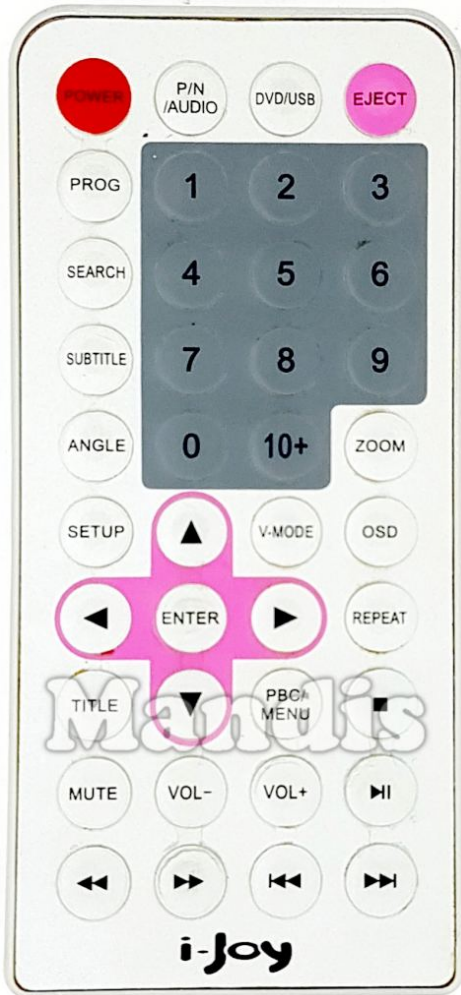 POWER
P/N
/AUDIO
DVD/USB
EJECT
PROG
1
2
3
SEARCH
4
5
6
SUBTITLE
7
8
9
ANGLE
0
10+
ZOOM
SETUP
V-MODE
OSD
ENTER
REPEAT
TITLE
PBC/
MENU
Mandis
MUTE
VOL-
VOL+
i-Joy